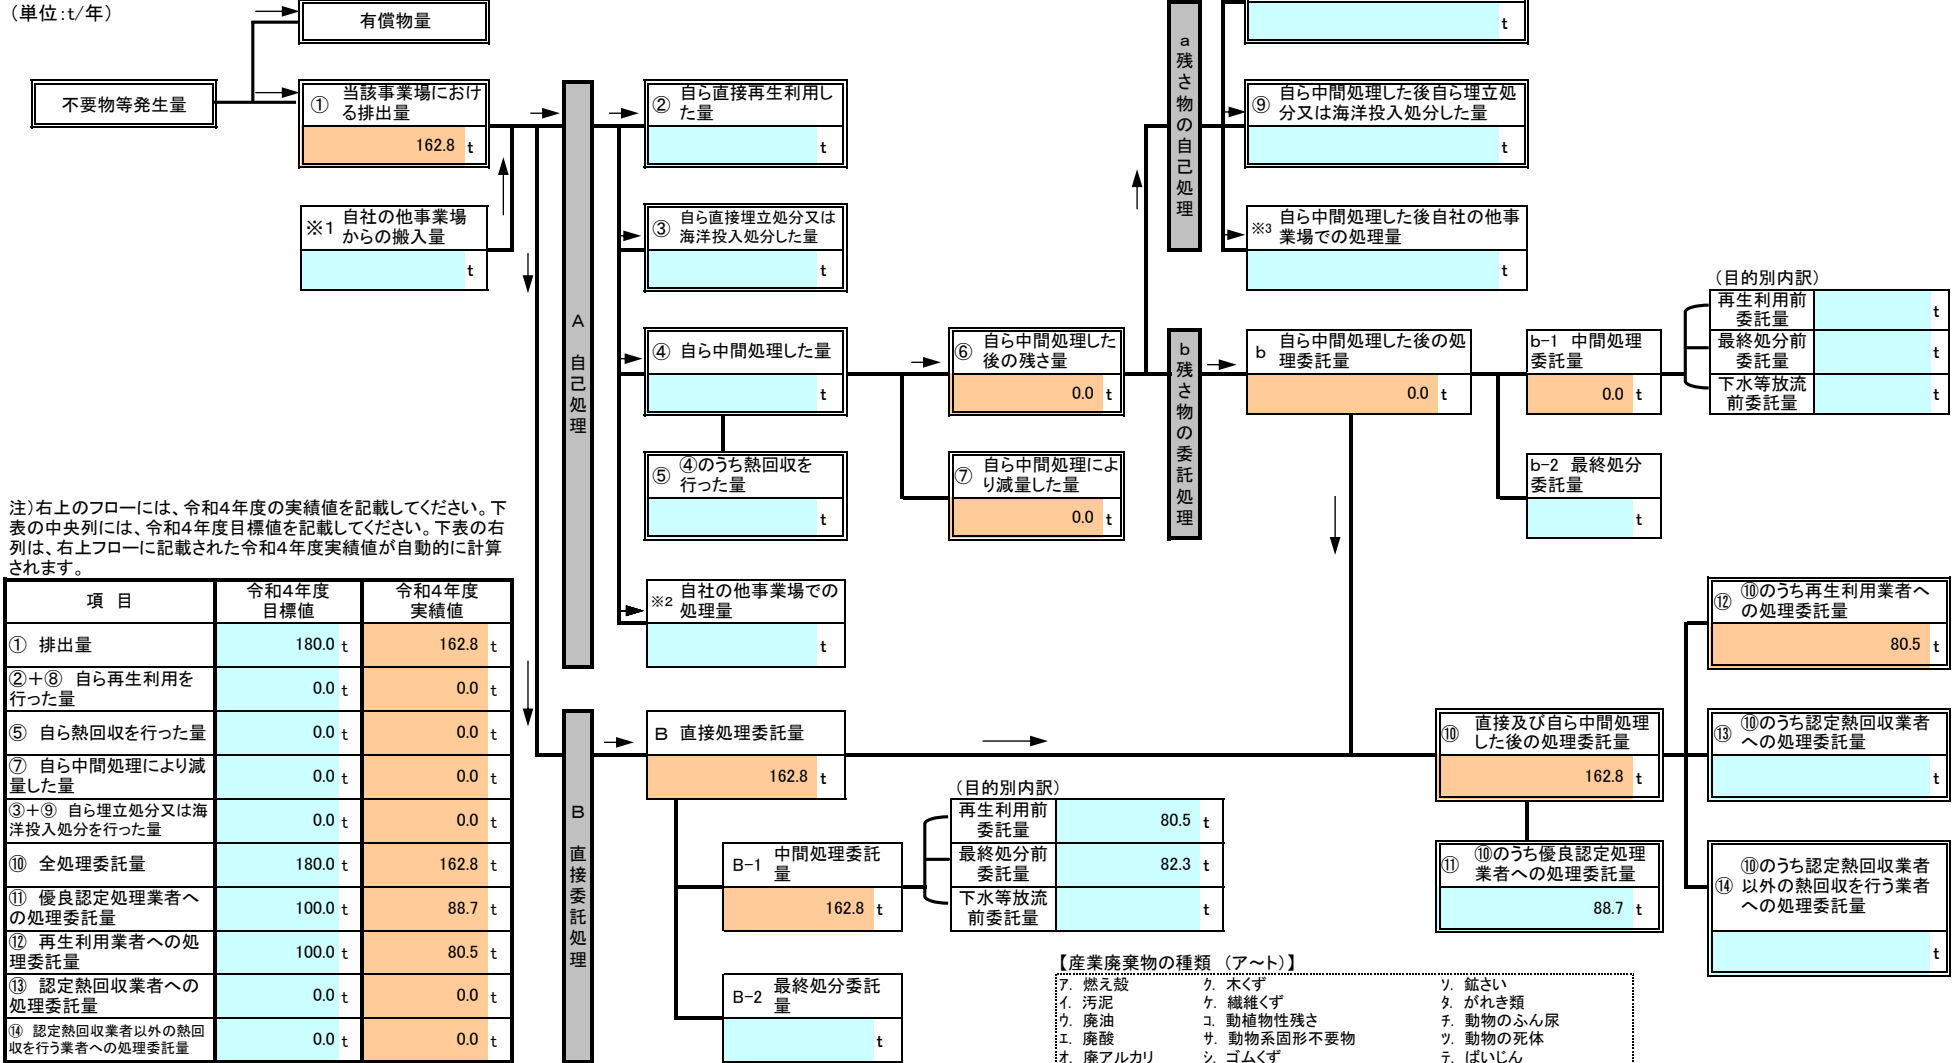 （単位：t/年）
有償物量
不要物等発生量
① 当該事業場におけ
る排出量
162.8 t
※1 自社の他事業場
からの搬入量
t
A 自己処理
② 自ら直接再生利用し
た量
t
③ 自ら直接埋立処分又は
海洋投入処分した量
t
④ 自ら中間処理した量
t
⑤ ④のうち熱回収を
行った量
t
※2 自社の他事業場での
処理量
t
⑥ 自ら中間処理した
後の残さ量
0.0 t
⑦ 自ら中間処理によ
り減量した量
0.0 t
a 残さ物の自己処理
t
⑨ 自ら中間処理した後自ら埋立処
分又は海洋投入処分した量
t
※3 自ら中間処理した後自社の他事
業場での処理量
t
b 残さ物の委託処理
b 自ら中間処理した後の処
理委託量
0.0 t
b-1 中間処理
委託量
0.0 t
b-2 最終処分
委託量
t
（目的別内訳）
再生利用前
委託量
t
最終処分前
委託量
t
下水等放流
前委託量
t
注）右上のフローには、令和４年度の実績値を記載してください。下
表の中央列には、令和４年度目標値を記載してください。下表の右
列は、右上フローに記載された令和４年度実績値が自動的に計算
されます。
項 目 令和４年度
目標値 令和４年度
実績値
① 排出量 180.0 t 162.8 t
②＋⑧ 自ら再生利用を
行った量 0.0 t 0.0 t
⑤ 自ら熱回収を行った量 0.0 t 0.0 t
⑦ 自ら中間処理により減
量した量 0.0 t 0.0 t
③＋⑨ 自ら埋立処分又は海
洋投入処分を行った量 0.0 t 0.0 t
⑩ 全処理委託量 180.0 t 162.8 t
⑪ 優良認定処理業者へ
の処理委託量 100.0 t 88.7 t
⑫ 再生利用業者への処
理委託量 100.0 t 80.5 t
⑬ 認定熱回収業者への
処理委託量 0.0 t 0.0 t
⑭ 認定熱回収業者以外の熱回
収を行う業者への処理委託量 0.0 t 0.0 t
B 直接委託処理
B 直接処理委託量
162.8 t
B-1 中間処理委託
量
162.8 t
B-2 最終処分委託
量
t
（目的別内訳）
再生利用前
委託量 80.5 t
最終処分前
委託量 82.3 t
下水等放流
前委託量 t
⑩ 直接及び自ら中間処理
した後の処理委託量
162.8 t
⑪ ⑩のうち優良認定処理
業者への処理委託量
88.7 t
⑫ ⑩のうち再生利用業者へ
の処理委託量
80.5 t
⑬ ⑩のうち認定熱回収業者
への処理委託量
t
⑭ ⑩のうち認定熱回収業者
以外の熱回収を行う業者
への処理委託量
t
【産業廃棄物の種類 （ア～ト）】
ア. 燃え殻 ク. 木くず ソ. 鉱さい
イ. 汚泥 ケ. 繊維くず タ. がれき類
ウ. 廃油 コ. 動植物性残さ チ. 動物のふん尿
エ. 廃酸 サ. 動物系固形不要物 ツ. 動物の死体
オ. 廃アルカリ シ. ゴムくず テ. ばいじん